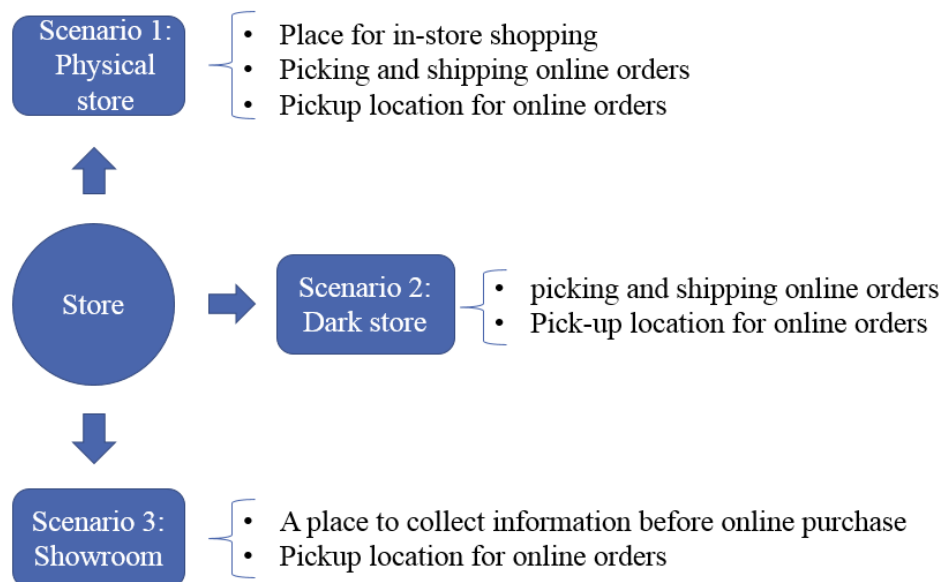 Scenario 1:
Physical
store
• Place for in-store shopping
• Picking and shipping online orders
• Pickup location for online orders
Store
Scenario 2:
Dark store
• picking and shipping online orders
• Pick-up location for online orders
Scenario 3:
Showroom
• A place to collect information before online purchase
• Pickup location for online orders